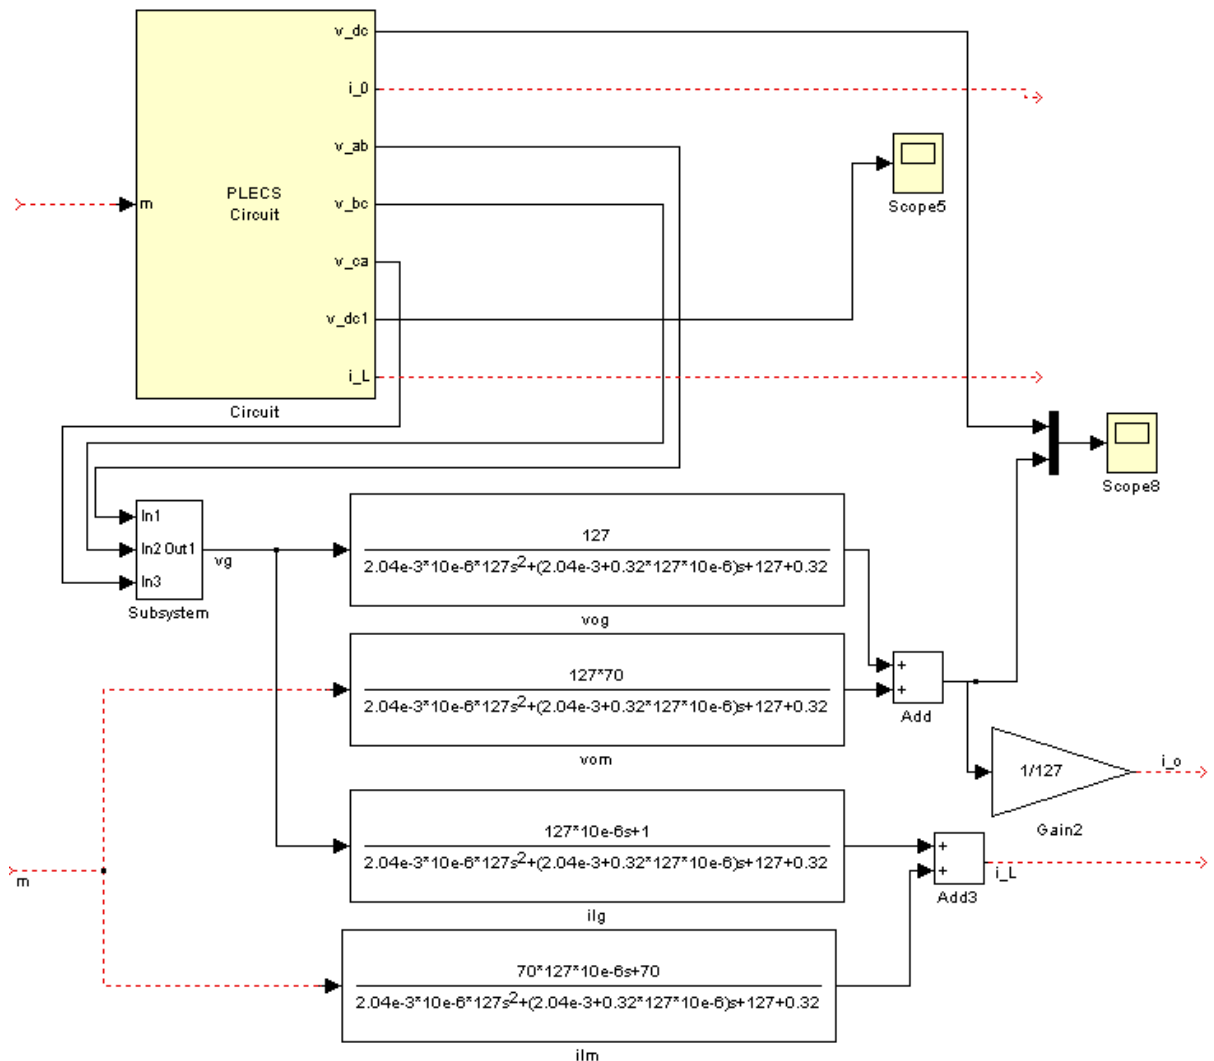 v_dc
i_0
v_ab
v_bc
v_ca
v_dc1
i_L
m
PLECS
Circuit
Circuit
Scope5
Scope8
In1
In2 Out1
In3
Subsystem
vg
127
2.04e-3*10e-6*127s²+(2.04e-3+0.32*127*10e-6)s+127+0.32
vog
127*70
2.04e-3*10e-6*127s²+(2.04e-3+0.32*127*10e-6)s+127+0.32
vom
+
+
Add
1/127
Gain2
i_o
127*10e-6s+1
2.04e-3*10e-6*127s²+(2.04e-3+0.32*127*10e-6)s+127+0.32
ilg
+
+
Add3
i_L
m
70*127*10e-6s+70
2.04e-3*10e-6*127s²+(2.04e-3+0.32*127*10e-6)s+127+0.32
ilm